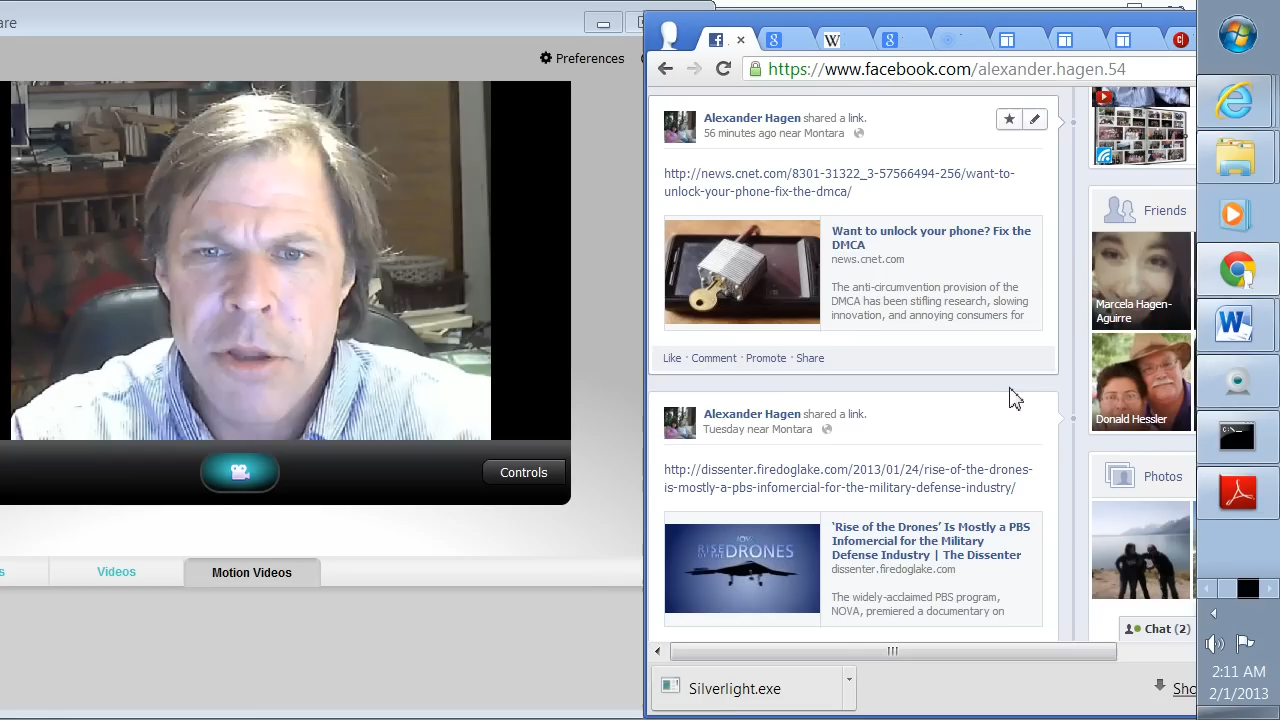 are
Preferences
Controls
s
Videos
Motion Videos
https://www.facebook.com/alexander.hagen.54
Alexander Hagen shared a link.
56 minutes ago near Montara
http://news.cnet.com/8301-31322_3-57566494-256/want-to-
unlock-your-phone-fix-the-dmca/
Want to unlock your phone? Fix the
DMCA
news.cnet.com
The anti-circumvention provision of the
DMCA has been stifling research, slowing
innovation, and annoying consumers for
Like · Comment · Promote · Share
Alexander Hagen shared a link.
Tuesday near Montara
http://dissenter.firedoglake.com/2013/01/24/rise-of-the-drones-
is-mostly-a-pbs-infomercial-for-the-military-defense-industry/
NOVA
RISE OF THE DRONES
‘Rise of the Drones’ Is Mostly a PBS
Infomercial for the Military
Defense Industry | The Dissenter
dissenter.firedoglake.com
The widely-acclaimed PBS program,
NOVA, premiered a documentary on
Friends
Marcela Hagen-
Aguirre
Donald Hessler
Photos
Chat (2)
Silverlight.exe
Sho
2:11 AM
2/1/2013